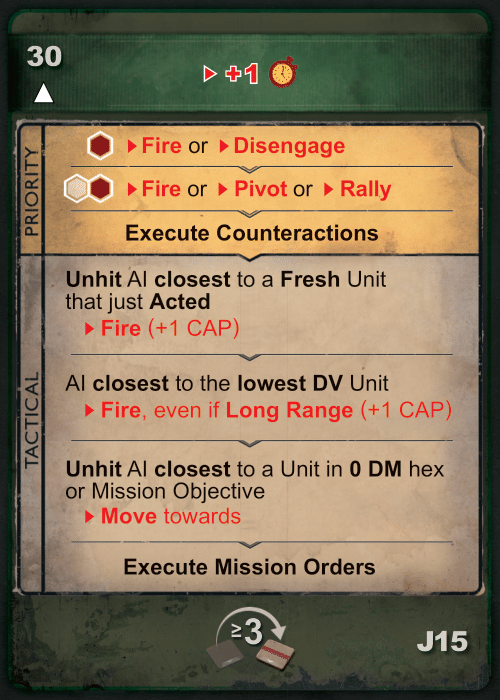 30
+1
PRIORITY
Fire or Disengage
Fire or Pivot or Rally
Execute Counteractions
TACTICAL
Unhit AI closest to a Fresh Unit
that just Acted
Fire (+1 CAP)
AI closest to the lowest DV Unit
Fire, even if Long Range (+1 CAP)
Unhit AI closest to a Unit in 0 DM hex
or Mission Objective
Move towards
Execute Mission Orders
≥3
J15